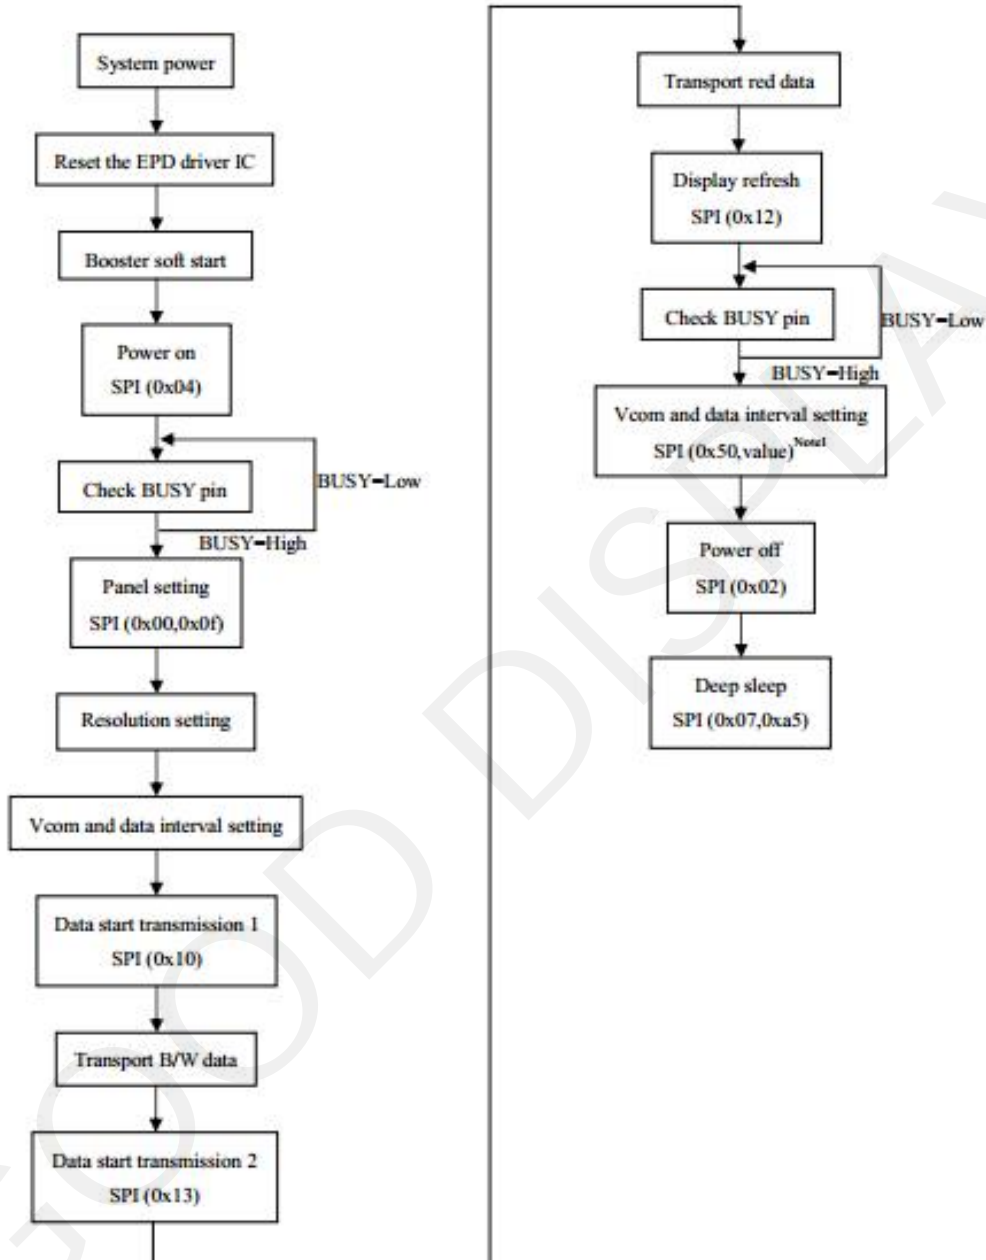 System power
Reset the EPD driver IC
Booster soft start
Power on
SPI (0x04)
Check BUSY pin
BUSY=Low
BUSY=High
Panel setting
SPI (0x00,0x0f)
Resolution setting
Vcom and data interval setting
Data start transmission 1
SPI (0x10)
Transport B/W data
Data start transmission 2
SPI (0x13)
Transport red data
Display refresh
SPI (0x12)
Check BUSY pin
BUSY=Low
BUSY=High
Vcom and data interval setting
SPI (0x50,value)Note1
Power off
SPI (0x02)
Deep sleep
SPI (0x07,0xa5)
GOOD DISPLAY